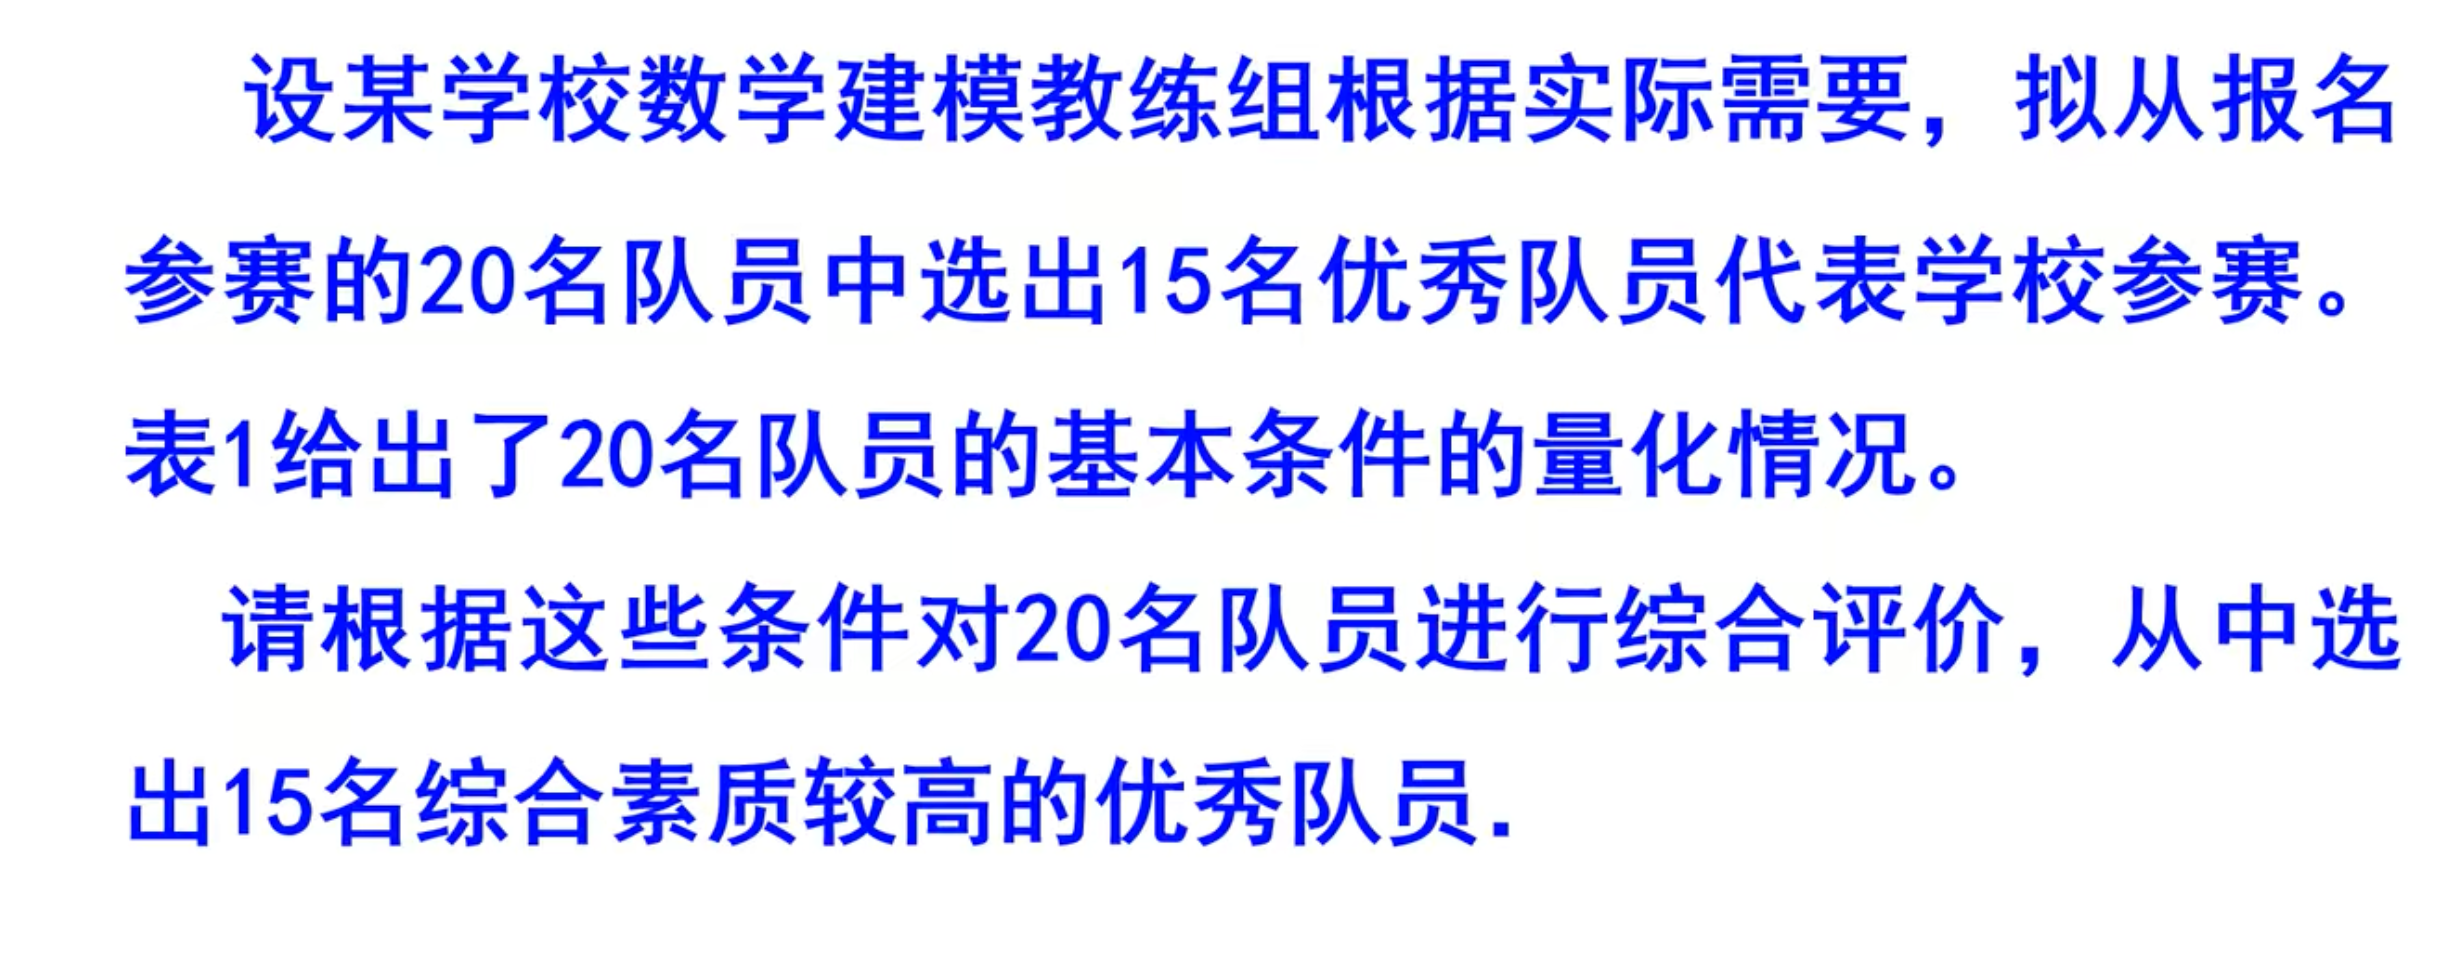 设某学校数学建模教练组根据实际需要，拟从报名
参赛的20名队员中选出15名优秀队员代表学校参赛。
表1给出了20名队员的基本条件的量化情况。
请根据这些条件对20名队员进行综合评价，从中选
出15名综合素质较高的优秀队员.